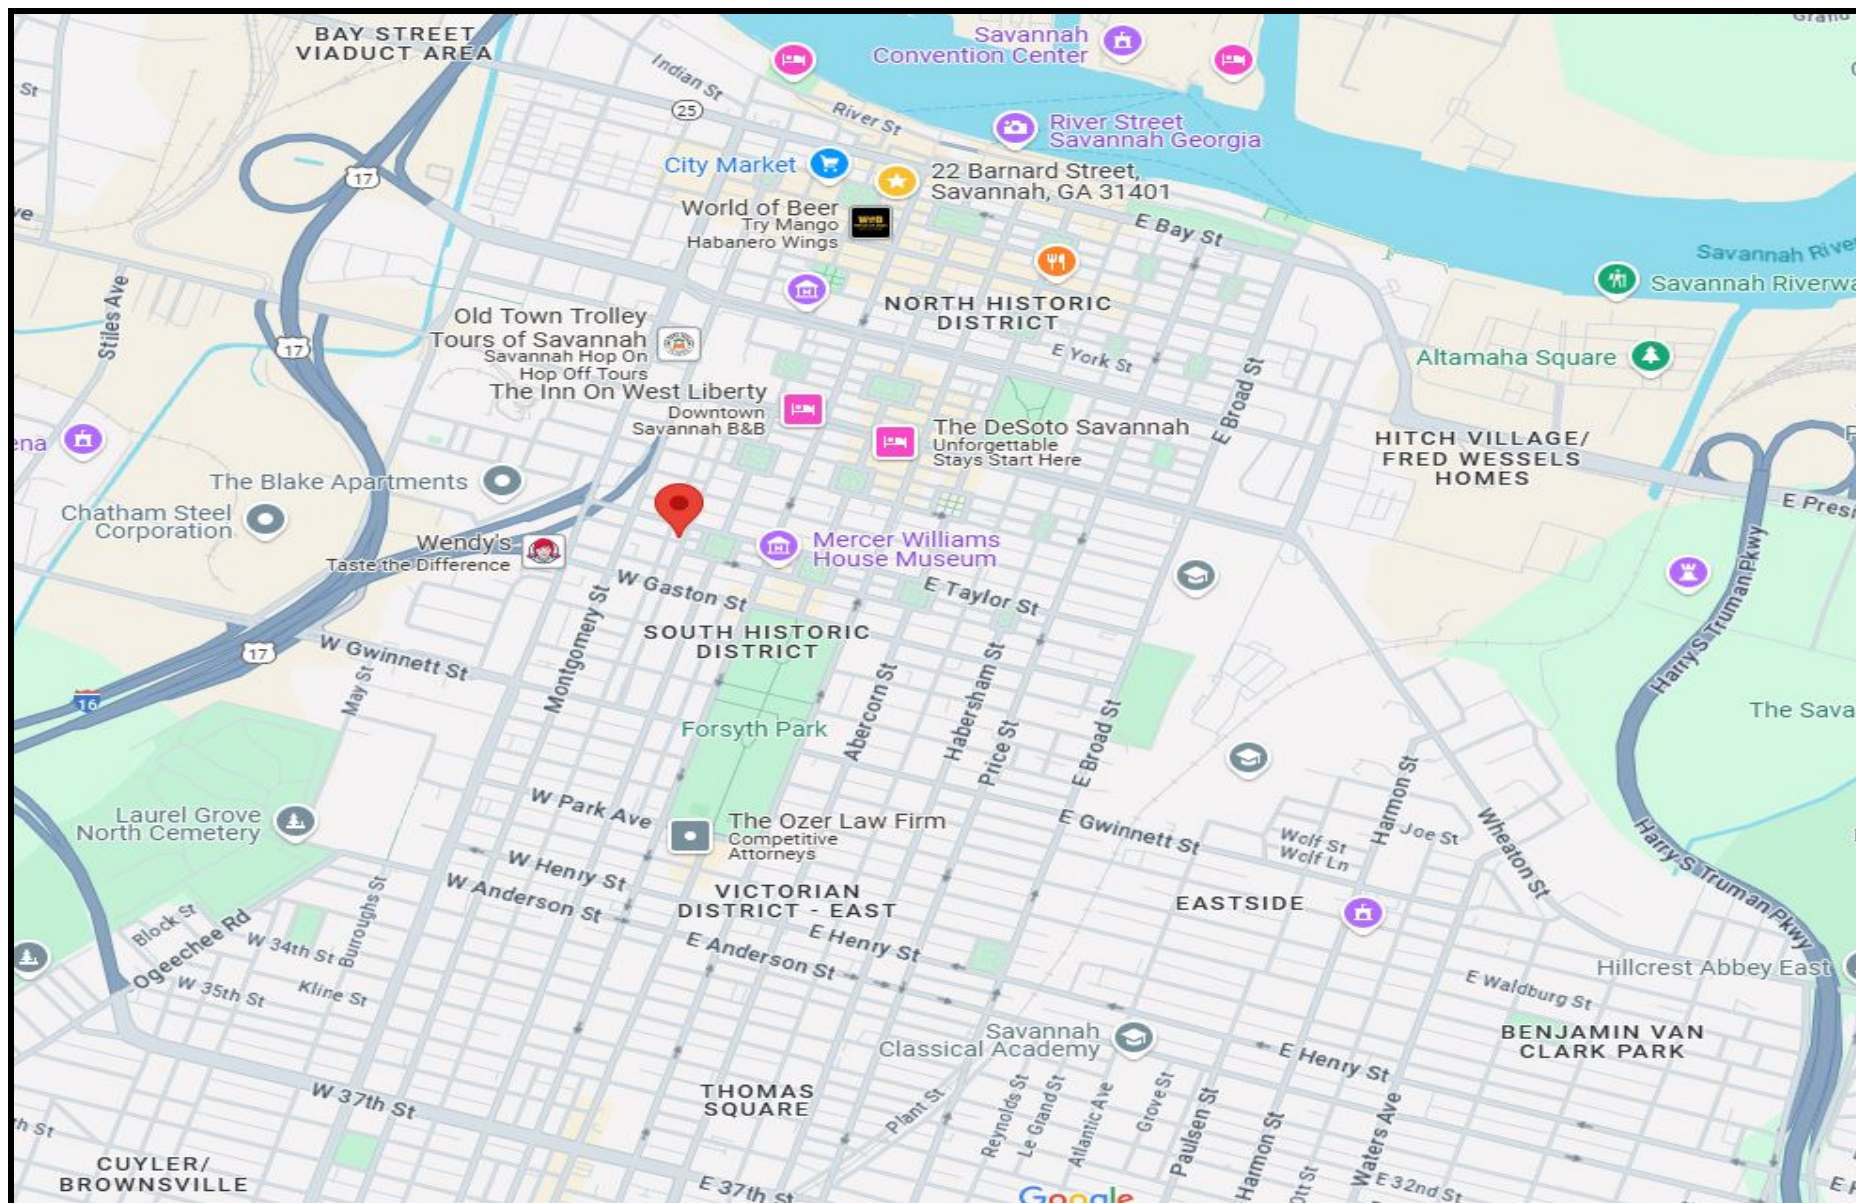 BAY STREET
VIADUCT AREA
Savannah
Convention Center
St
Indian St
25
River St
River Street
Savannah Georgia
City Market
22 Barnard Street,
Savannah, GA 31401
17
World of Beer
Try Mango
Habanero Wings
E Bay St
Savannah River
Savannah Riverwa
Stiles Ave
NORTH HISTORIC
DISTRICT
Old Town Trolley
Tours of Savannah
Savannah Hop On
Hop Off Tours
17
E York St
Altamaha Square
The Inn On West Liberty
Downtown
Savannah B&B
E Broad St
The DeSoto Savannah
Unforgettable
Stays Start Here
HITCH VILLAGE/
FRED WESSELS
HOMES
ena
The Blake Apartments
Chatham Steel
Corporation
E Presi
Wendy's
Taste the Difference
Mercer Williams
House Museum
W Gaston St
E Taylor St
Harry S Truman Pkwy
Montgomery St
SOUTH HISTORIC
DISTRICT
17
W Gwinnett St
May St
16
Abercorn St
Habersham St
Price St
E Broad St
Forsyth Park
The Sava
W Park Ave
Laurel Grove
North Cemetery
The Ozer Law Firm
Competitive
Attorneys
E Gwinnett St
Wolf St
Wolf Ln
Harmon St
Joe St
Wheaton St
Harry S Truman Pkwy
W Henry St
W Anderson St
VICTORIAN
DISTRICT - EAST
EASTSIDE
Block St
Ogeechee Rd
Burroughs St
W 34th St
W 35th St
Kline St
E Henry St
E Anderson St
Hillcrest Abbey East
E Waldburg St
Savannah
Classical Academy
BENJAMIN VAN
CLARK PARK
E Henry St
W 37th St
THOMAS
SQUARE
Plant St
Reynolds St
Le Grand St
Atlantic Ave
Grove St
Paulsen St
Harmon St
Waters Ave
th St
CUYLER/
BROWNSVILLE
E 37th St
Google
E 32nd St